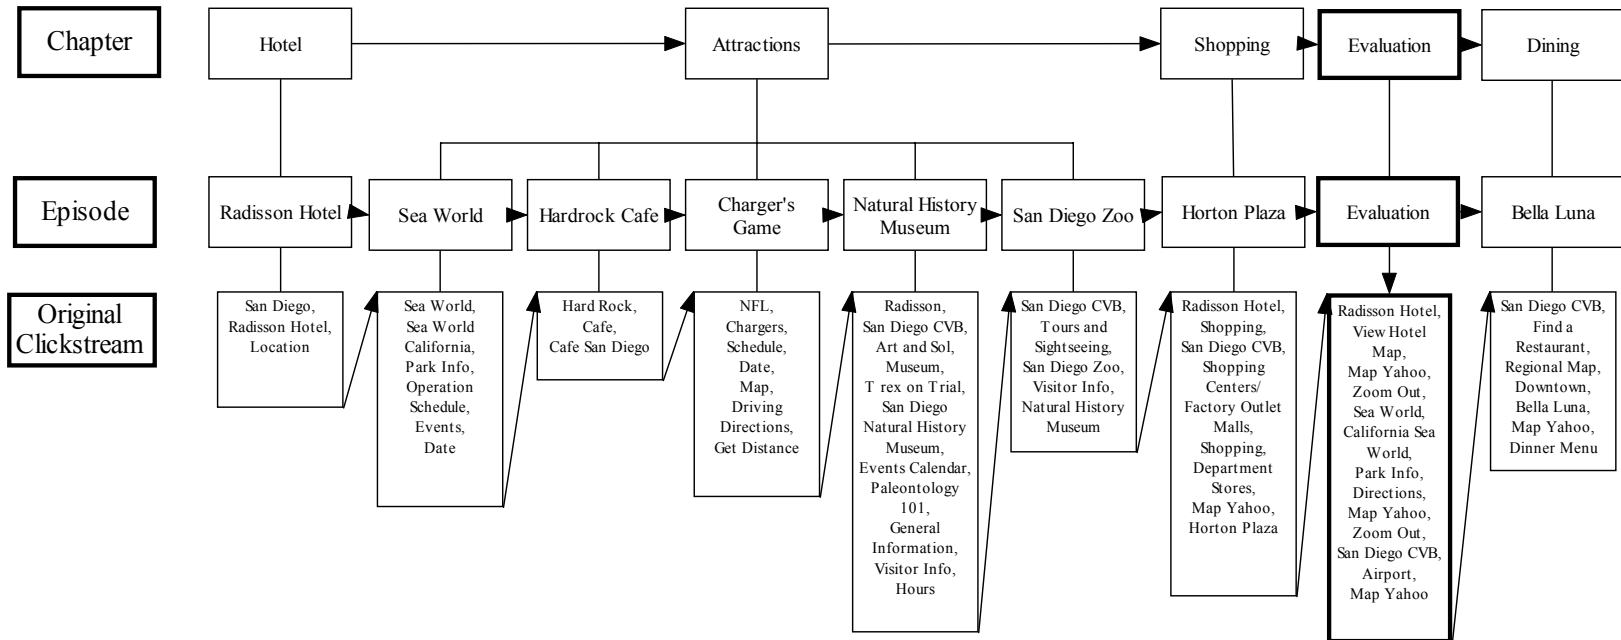 Chapter
Hotel
Attractions
Shopping
Evaluation
Dining
Episode
Radisson Hotel
Sea World
Hardrock Cafe
Charger's
Game
Natural History
Museum
San Diego Zoo
Horton Plaza
Evaluation
Bella Luna
Original
Clickstream
San Diego,
Radisson Hotel,
Location
Sea World,
Sea World
California,
Park Info,
Operation
Schedule,
Events,
Date
Hard Rock,
Cafe,
Cafe San Diego
NFL,
Chargers,
Schedule,
Date,
Map,
Driving
Directions,
Get Distance
Radisson,
San Diego CVB,
Art and Sol,
Museum,
T rex on Trial,
San Diego
Natural History
Museum,
Events Calendar,
Paleontology
101,
General
Information,
Visitor Info,
Hours
San Diego CVB,
Tours and
Sightseeing,
San Diego Zoo,
Visitor Info,
Natural History
Museum
Radisson Hotel,
Shopping,
San Diego CVB,
Shopping
Centers/
Factory Outlet
Malls,
Shopping,
Department
Stores,
Map Yahoo,
Horton Plaza
Radisson Hotel,
View Hotel
Map,
Map Yahoo,
Zoom Out,
Sea World,
California Sea
World,
Park Info,
Directions,
Map Yahoo,
Zoom Out,
San Diego CVB,
Airport,
Map Yahoo
San Diego CVB,
Find a
Restaurant,
Regional Map,
Downtown,
Bella Luna,
Map Yahoo,
Dinner Menu